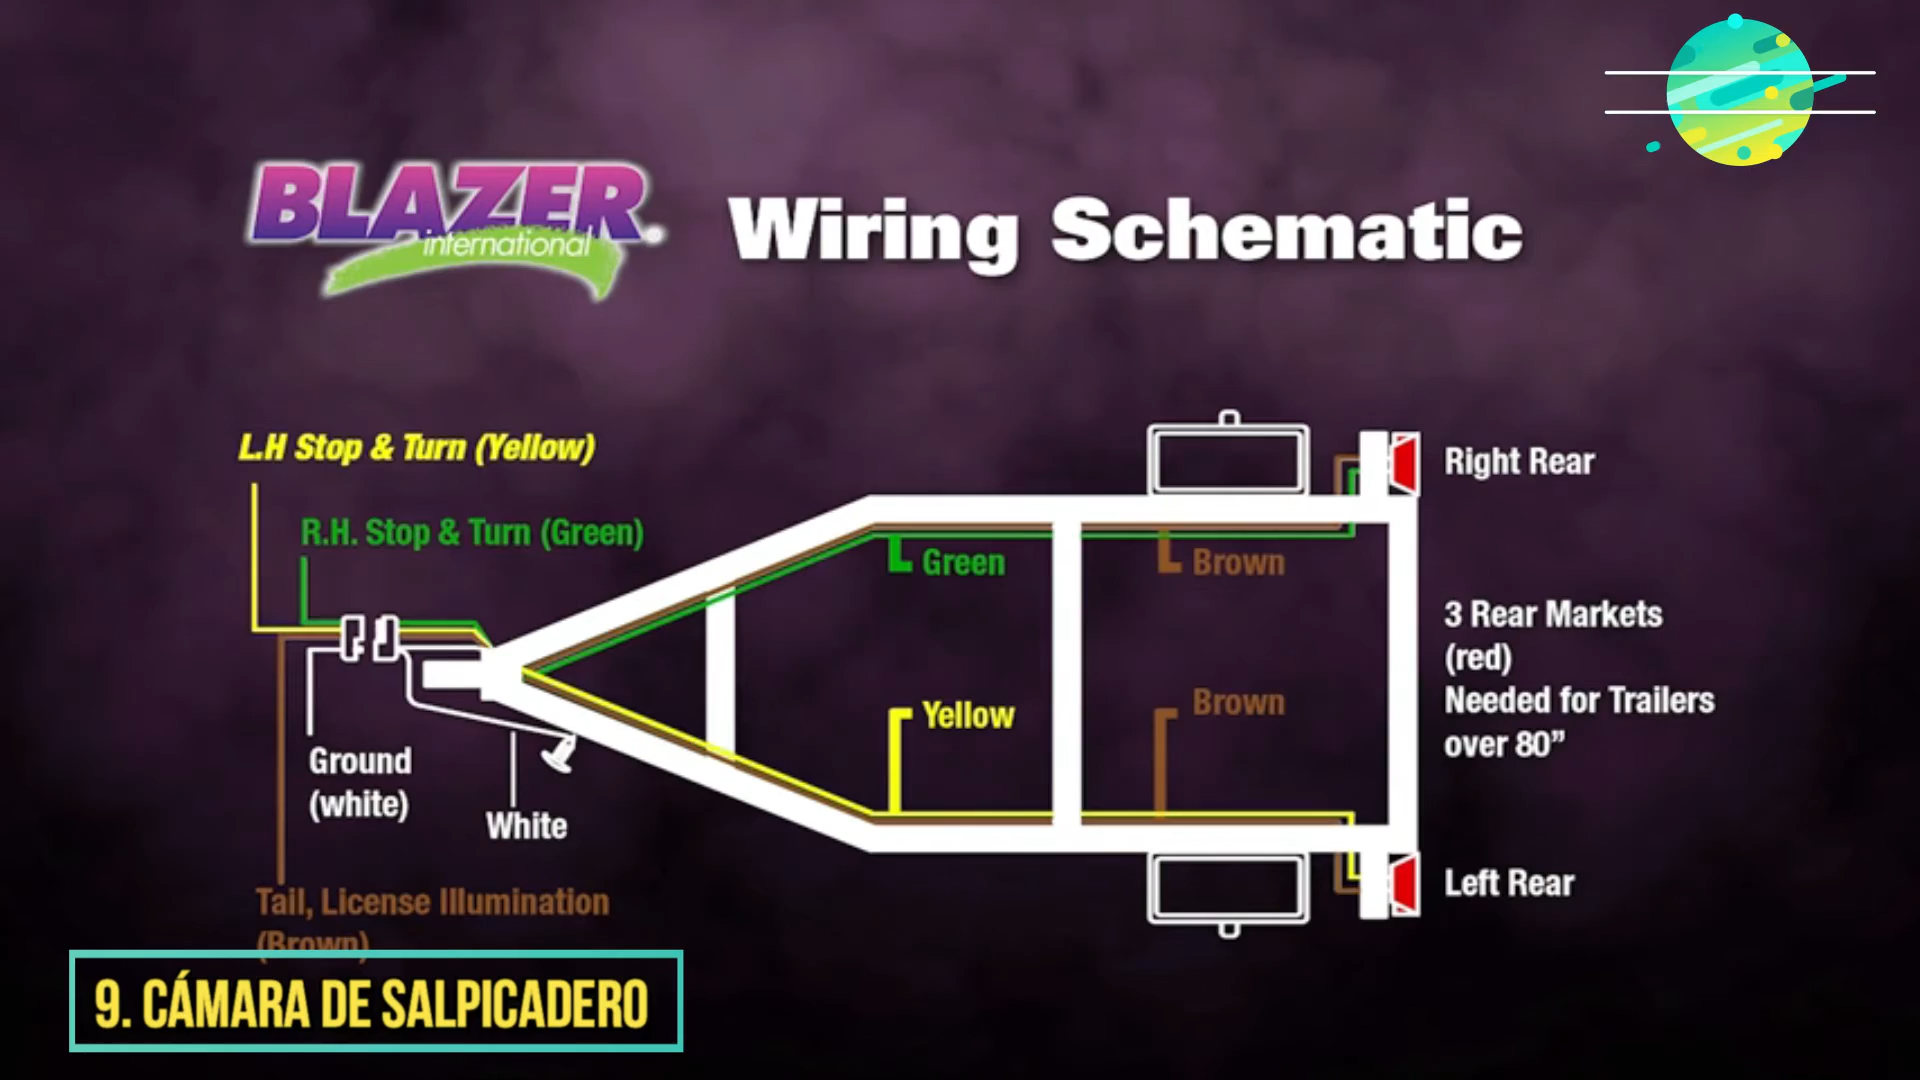 BLAZER
international
Wiring Schematic
L.H Stop & Turn (Yellow)
R.H. Stop & Turn (Green)
Right Rear
Green
Brown
3 Rear Markets
(red)
Needed for Trailers
over 80”
Yellow
Brown
Ground
(white)
White
Left Rear
Tail, License Illumination
(Brown)
9. CÁMARA DE SALPICADERO